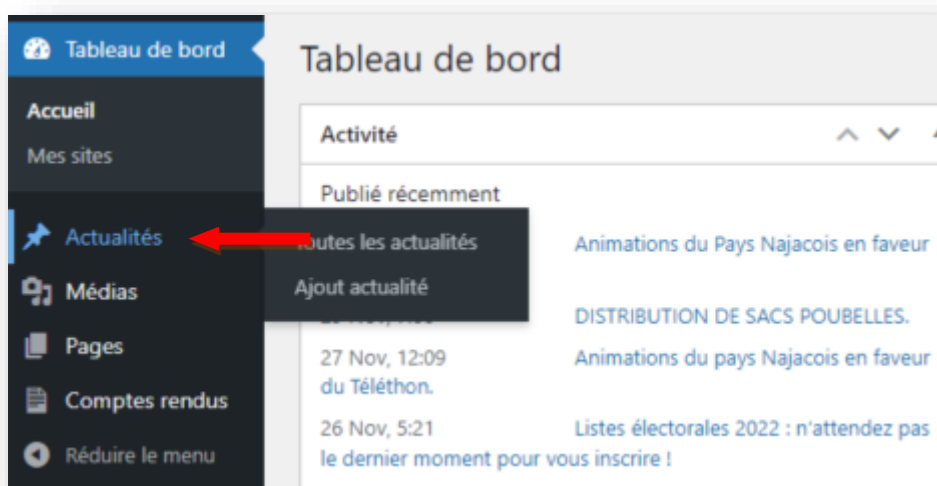 Tableau de bord
Accueil
Mes sites
Actualités
Médias
Pages
Comptes rendus
Réduire le menu
Toutes les actualités
Ajout actualité
Tableau de bord
Activité
Publié récemment
Animations du Pays Najacois en faveur
DISTRIBUTION DE SACS POUBELLES.
27 Nov, 12:09 Animations du pays Najacois en faveur
du Téléthon.
26 Nov, 5:21 Listes électorales 2022 : n'attendez pas
le dernier moment pour vous inscrire !